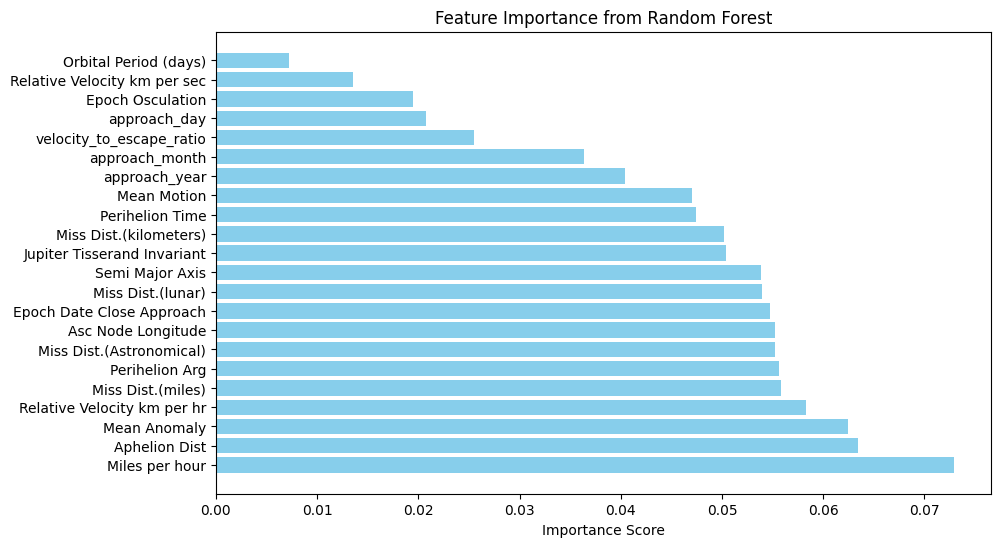 Feature Importance from Random Forest
Orbital Period (days)
Relative Velocity km per sec
Epoch Osculation
approach_day
velocity_to_escape_ratio
approach_month
approach_year
Mean Motion
Perihelion Time
Miss Dist.(kilometers)
Jupiter Tisserand Invariant
Semi Major Axis
Miss Dist.(lunar)
Epoch Date Close Approach
Asc Node Longitude
Miss Dist.(Astronomical)
Perihelion Arg
Miss Dist.(miles)
Relative Velocity km per hr
Mean Anomaly
Aphelion Dist
Miles per hour
0.00 0.01 0.02 0.03 0.04 0.05 0.06 0.07
Importance Score